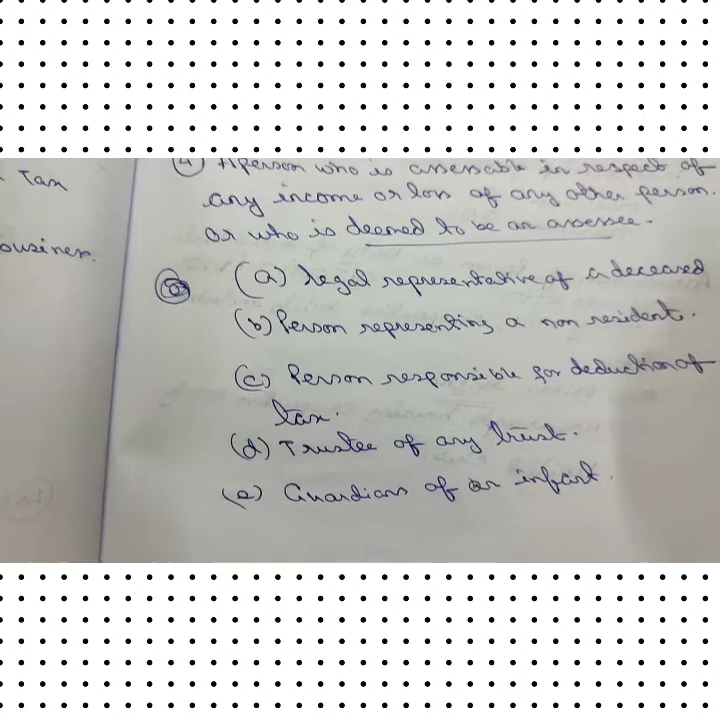 Tax
business.
(4) A person who is assessable in respect of
any income or loss of any other person.
or who is deemed to be an assessee.
(a) legal representative of a deceased
(b) Person representing a non resident.
(c) Person responsible for deduction of
tax.
(d) Trustee of any trust.
(e) Guardians of an infant.